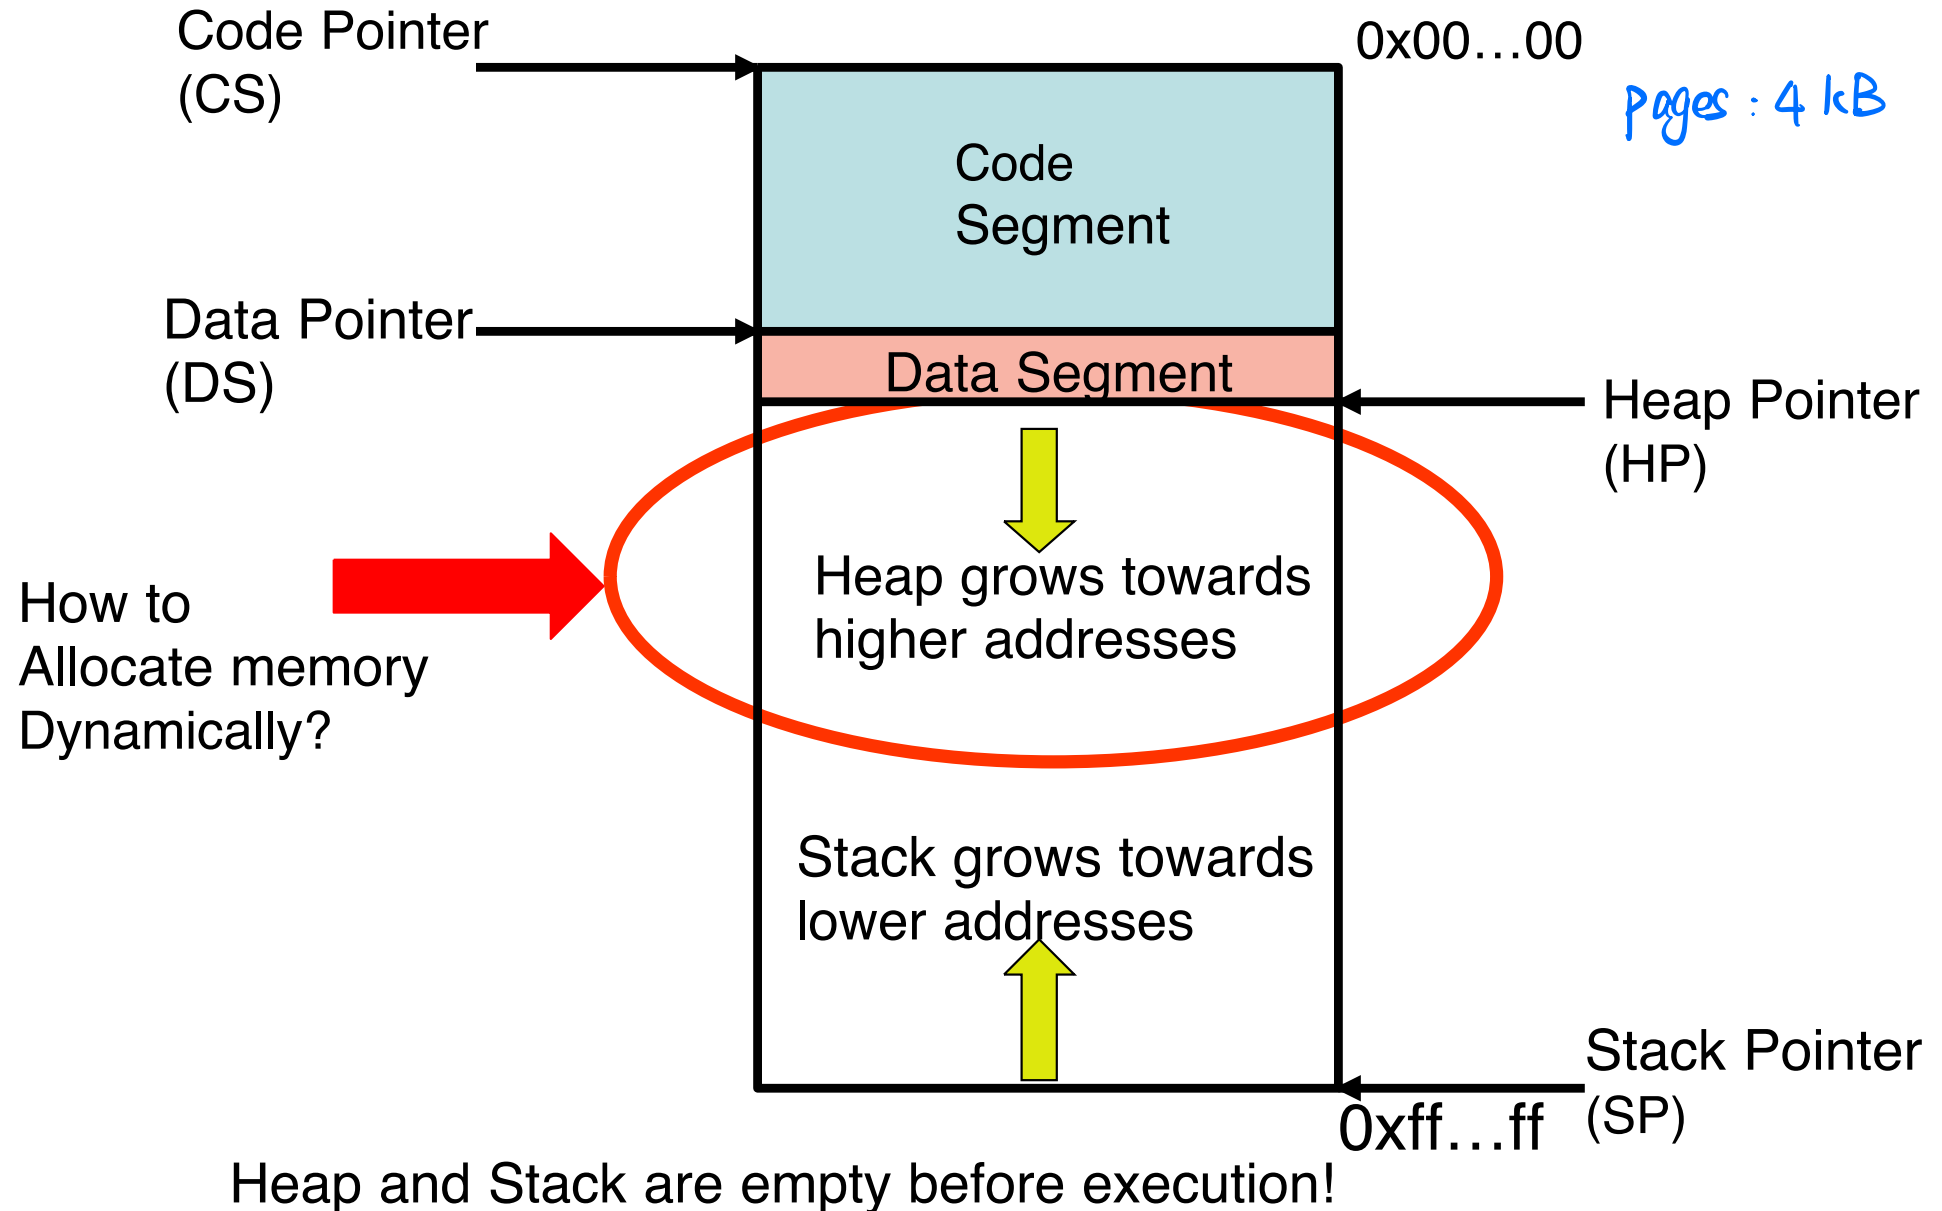 Code Pointer
(CS)
0x00…00
pages : 4 kB
Code
Segment
Data Pointer
(DS)
Data Segment
Heap Pointer
(HP)
Heap grows towards
higher addresses
How to
Allocate memory
Dynamically?
Stack grows towards
lower addresses
Stack Pointer
(SP)
0xff…ff
Heap and Stack are empty before execution!